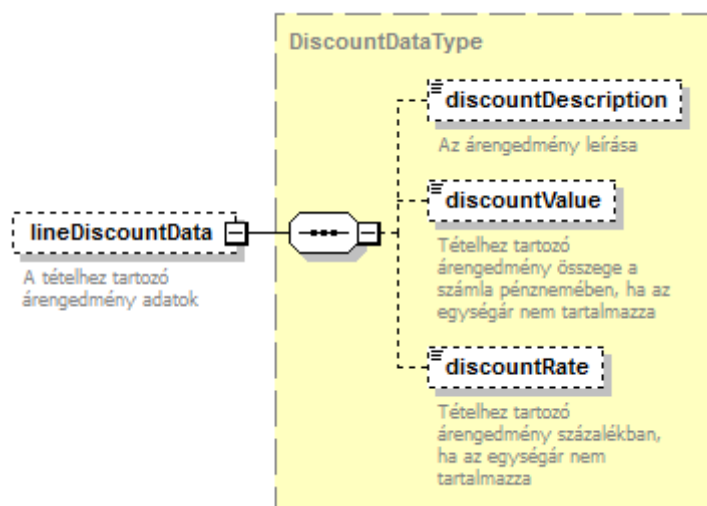 DiscountDataType
discountDescription
Az árengedmény leírása
discountValue
Tételhez tartozó
árengedmény összege a
számla pénznemében, ha az
egységár nem tartalmazza
lineDiscountData
A tételhez tartozó
árengedmény adatok
discountRate
Tételhez tartozó
árengedmény százalékban,
ha az egységár nem
tartalmazza